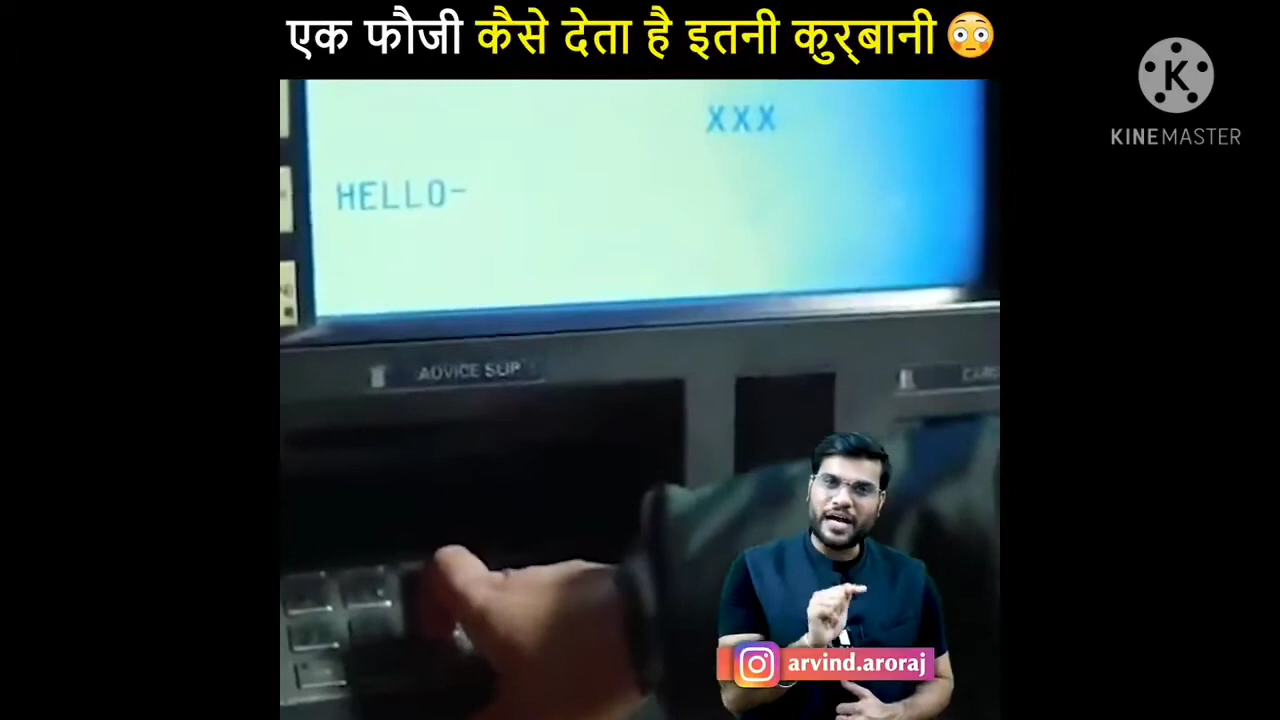 एक फौजी कैसे देता है इतनी कुर्बानी 😳
K
KINEMASTER
XXX
HELLO-
ADVICE SLIP
arvind.aroraj